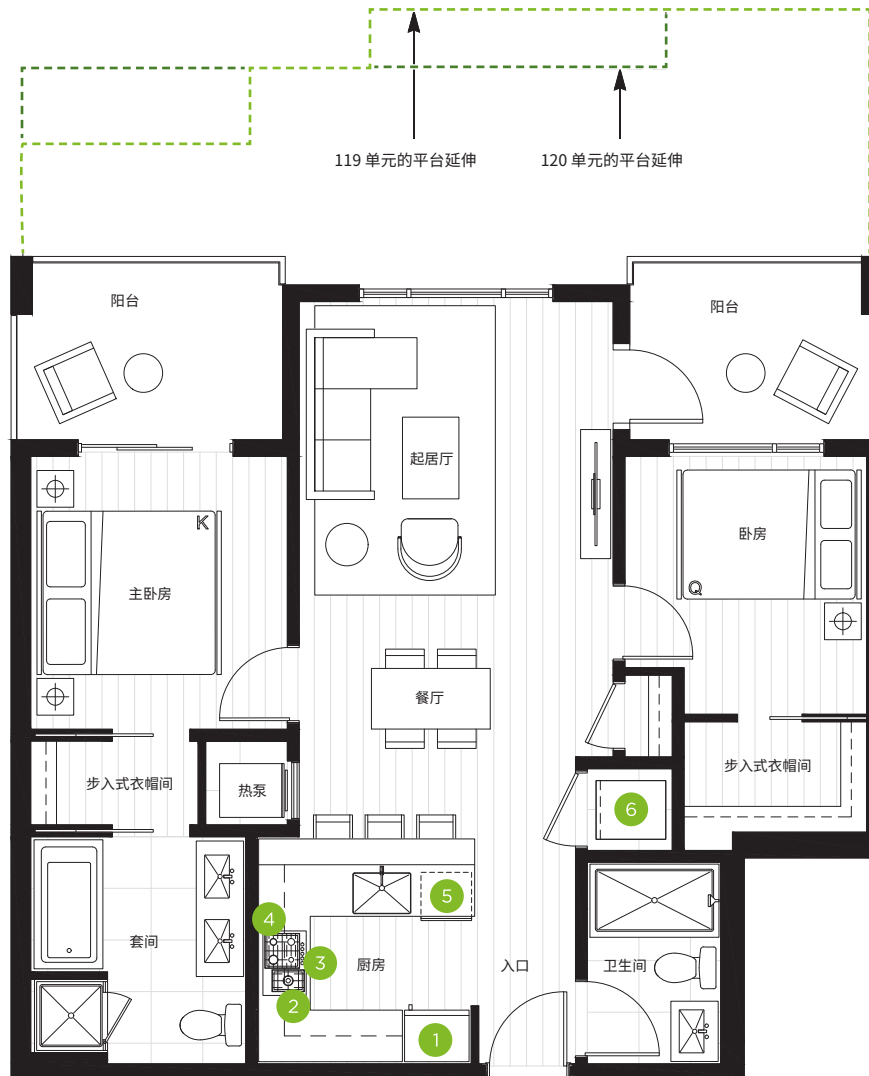 119 单元的平台延伸
120 单元的平台延伸
阳台
阳台
起居厅
K
卧房
主卧房
Q
餐厅
步入式衣帽间
步入式衣帽间
热泵
6
5
4
套间
3
厨房
入口
卫生间
2
1